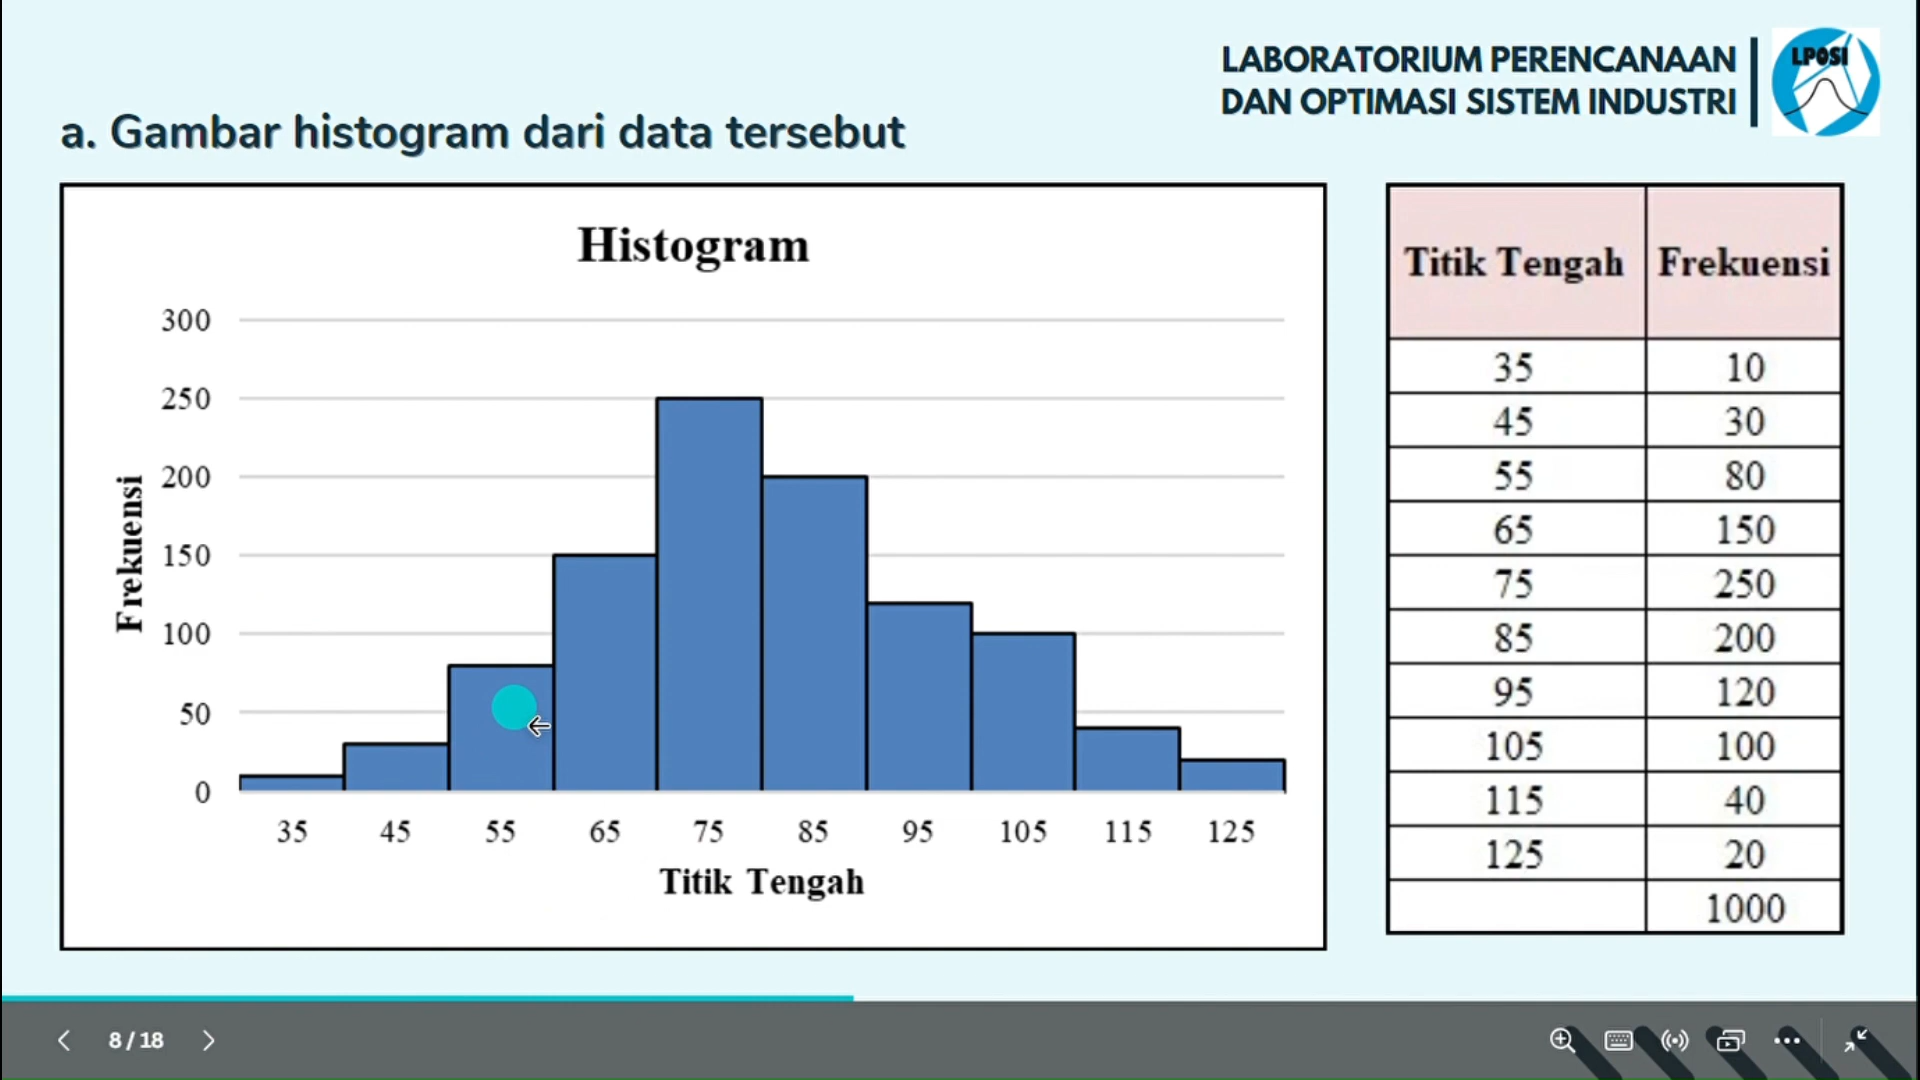 LABORATORIUM PERENCANAAN
DAN OPTIMASI SISTEM INDUSTRI
LPOSI
a. Gambar histogram dari data tersebut
Histogram
300
250
200
150
100
50
0
Frekuensi
35 45 55 65 75 85 95 105 115 125
Titik Tengah
Titik Tengah Frekuensi
35 10
45 30
55 80
65 150
75 250
85 200
95 120
105 100
115 40
125 20
1000
8 / 18